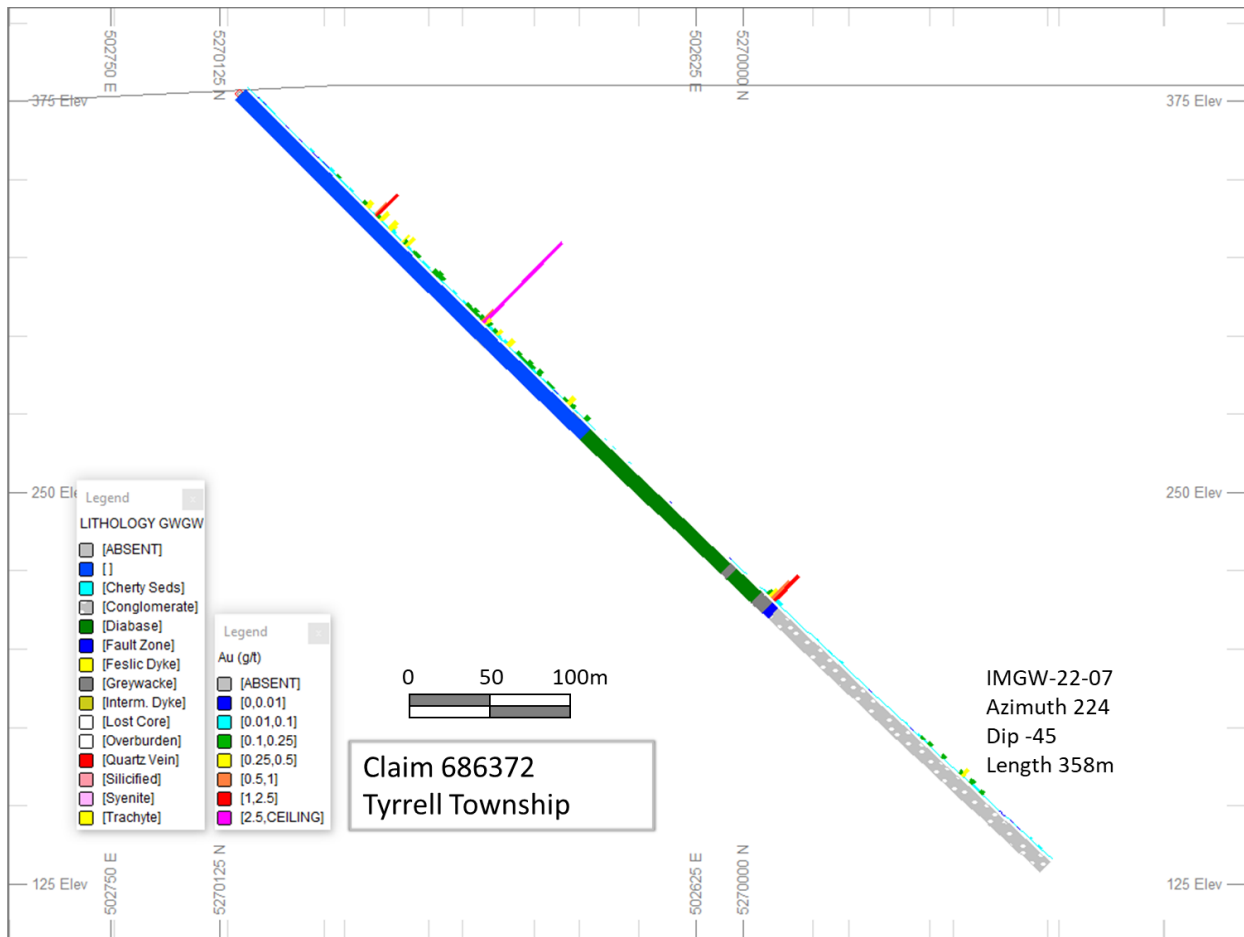 502750 E
5270125 N
502625 E
5270000 N
375 Elev
375 Elev
250 Ele
250 Elev
Legend
LITHOLOGY GWGW
[ABSENT]
[ ]
[Cherty Seds]
[Conglomerate]
[Diabase]
[Fault Zone]
[Feslic Dyke]
[Greywacke]
[Interm. Dyke]
[Lost Core]
[Overburden]
[Quartz Vein]
[Silicified]
[Syenite]
[Trachyte]
Legend
Au (g/t)
[ABSENT]
[0,0.01]
[0.01,0.1]
[0.1,0.25]
[0.25,0.5]
[0.5,1]
[1,2.5]
[2.5,CEILING]
0 50 100m
Claim 686372
Tyrrell Township
IMGW-22-07
Azimuth 224
Dip -45
Length 358m
125 Elev
125 Elev
502750 E
5270125 N
502625 E
5270000 N